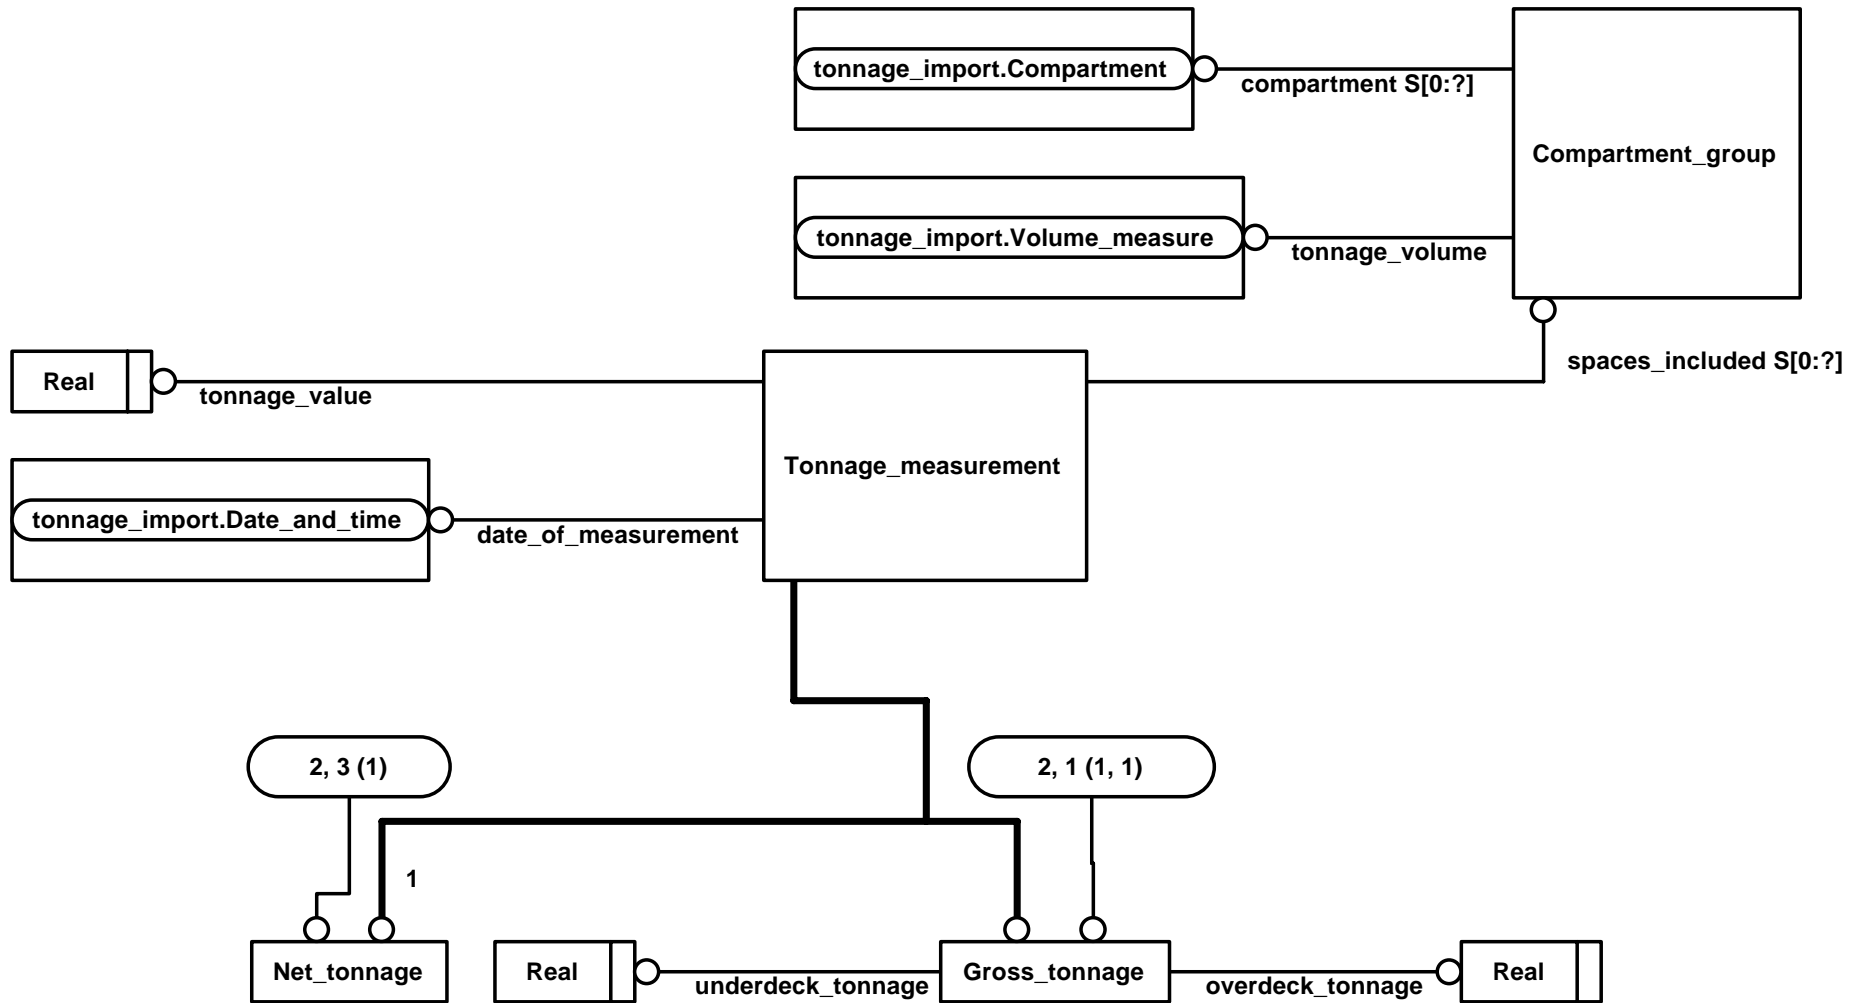 tonnage_import.Compartment
compartment S[0:?]
Compartment_group
tonnage_import.Volume_measure
tonnage_volume
spaces_included S[0:?]
Real
tonnage_value
Tonnage_measurement
tonnage_import.Date_and_time
date_of_measurement
2, 3 (1)
2, 1 (1, 1)
1
Net_tonnage
Real
underdeck_tonnage
Gross_tonnage
overdeck_tonnage
Real